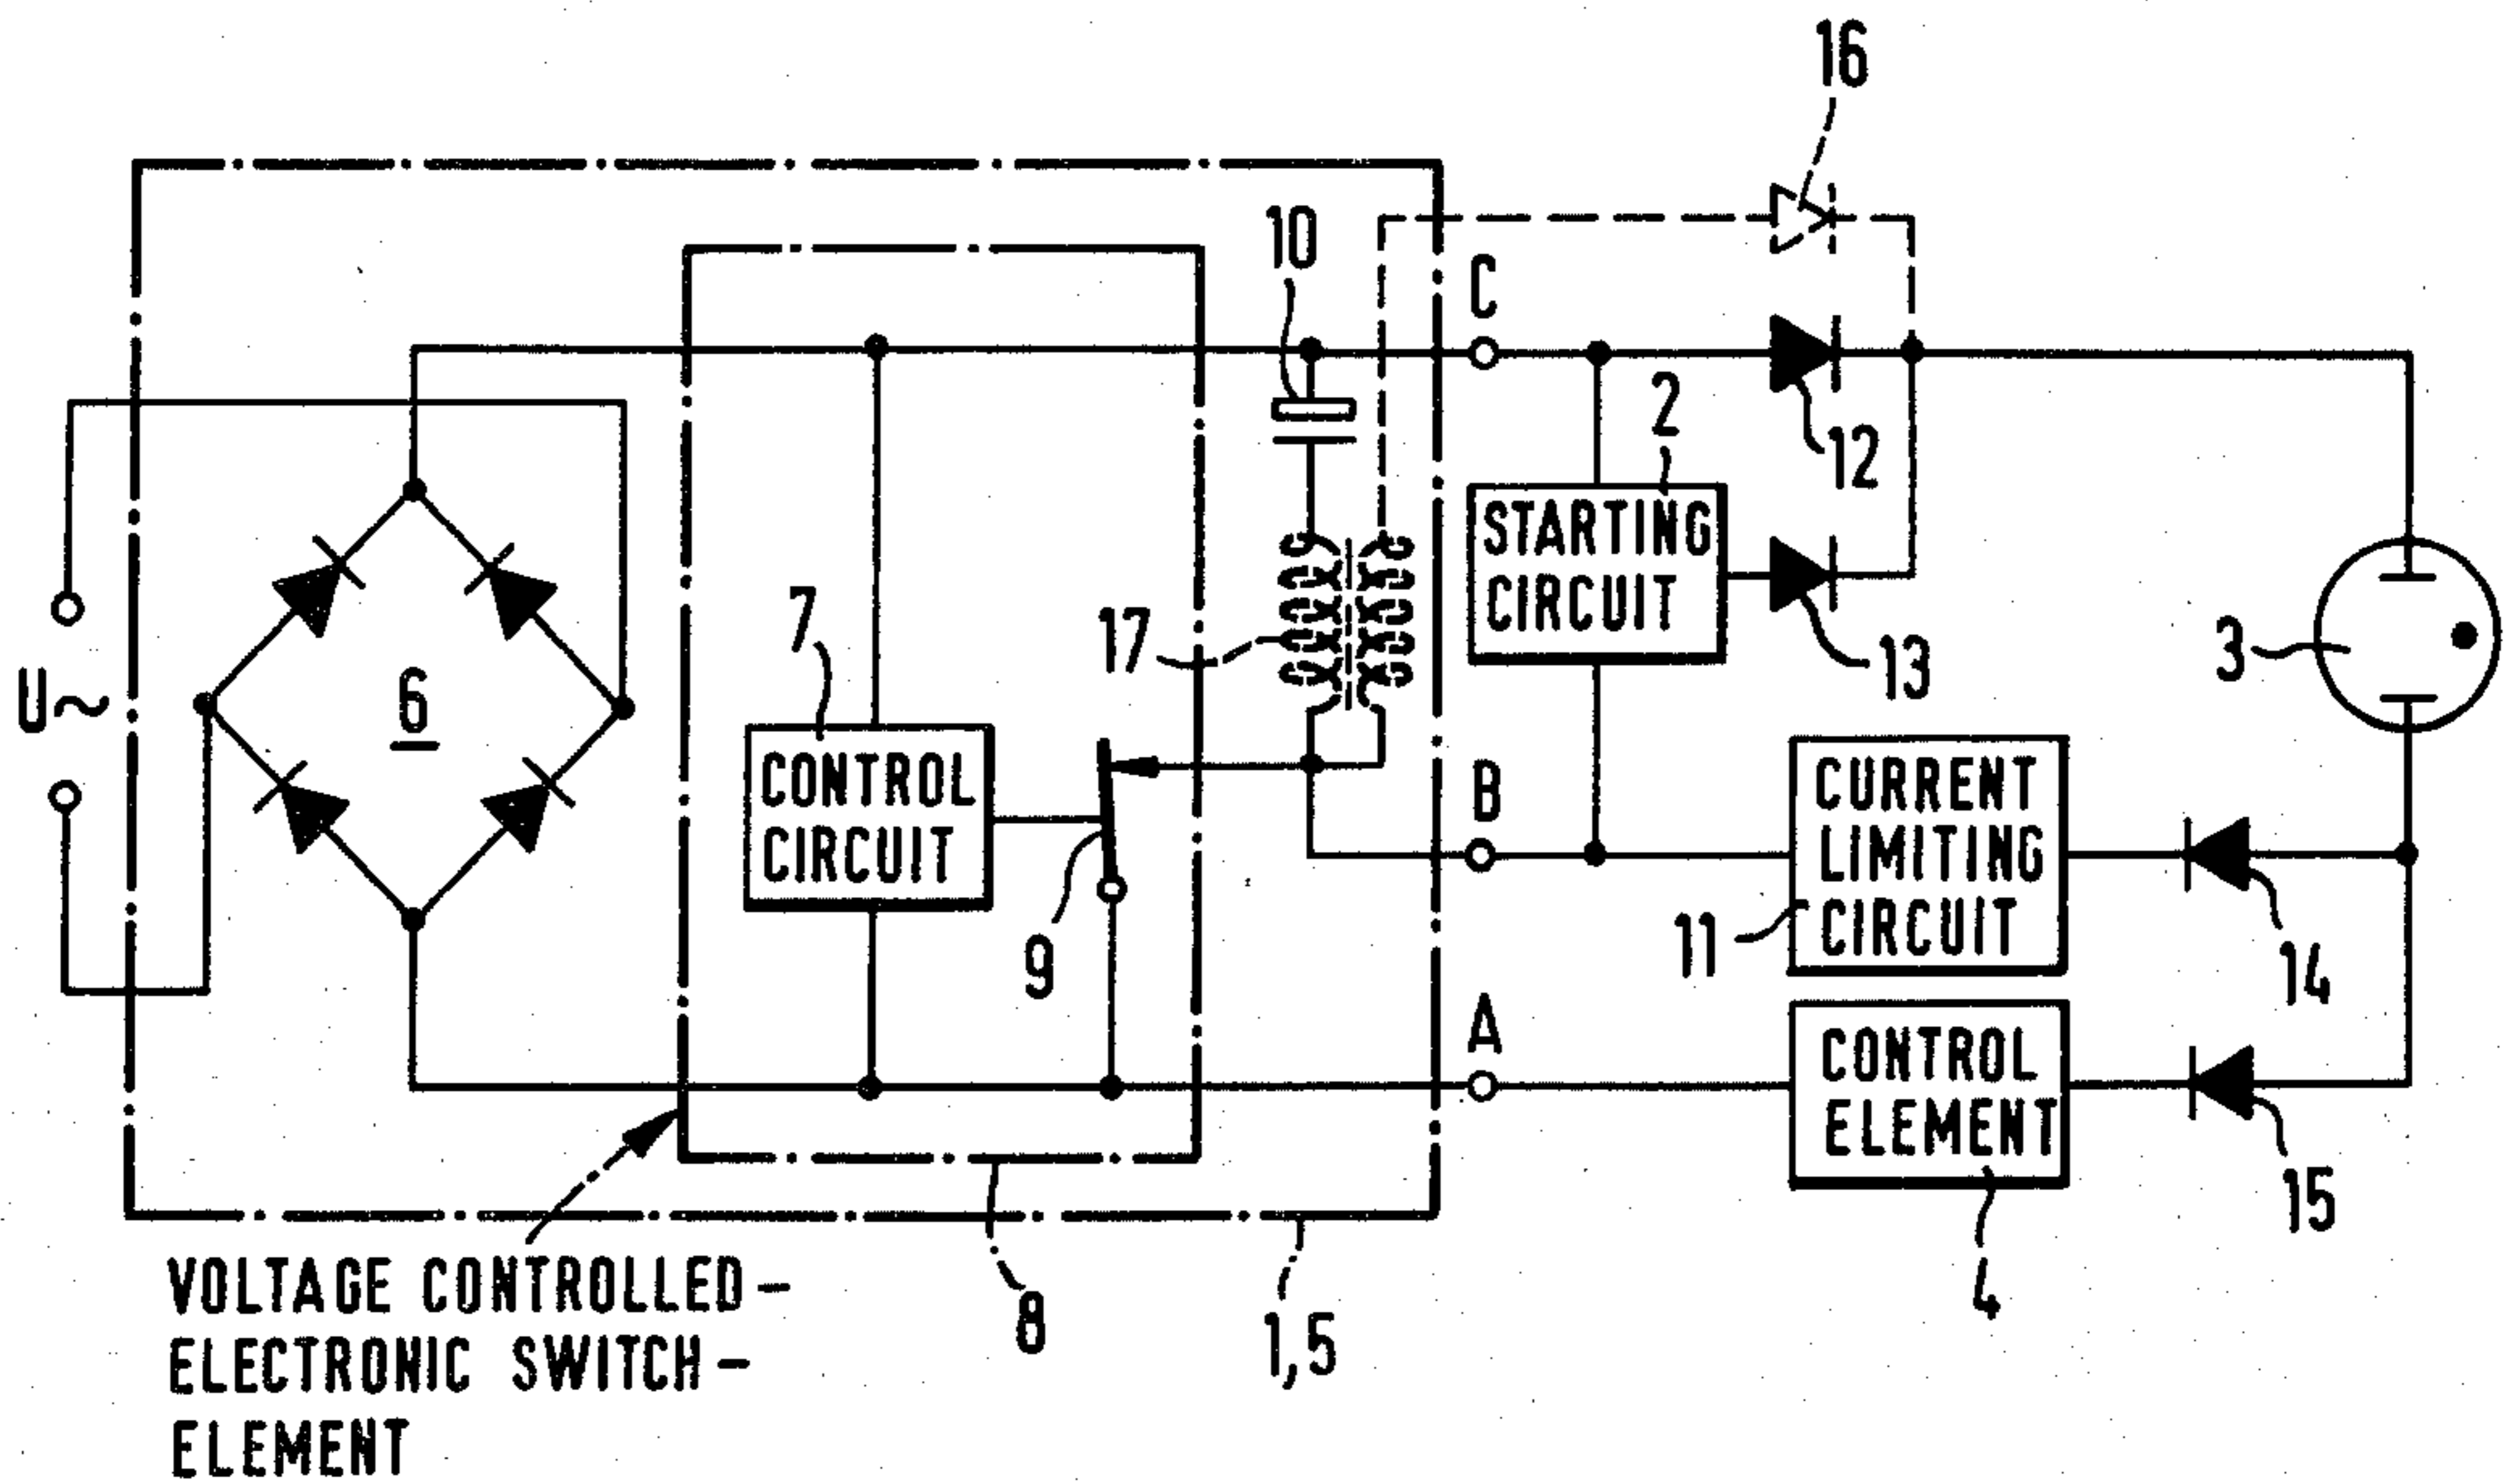 16
10
C
2
12
STARTING
CIRCUIT
7
17
13
3
U~
6
CONTROL
CIRCUIT
B
CURRENT
LIMITING
CIRCUIT
9
11
14
A
CONTROL
ELEMENT
15
4
VOLTAGE CONTROLLED-
ELECTRONIC SWITCH-
ELEMENT
8
1,5